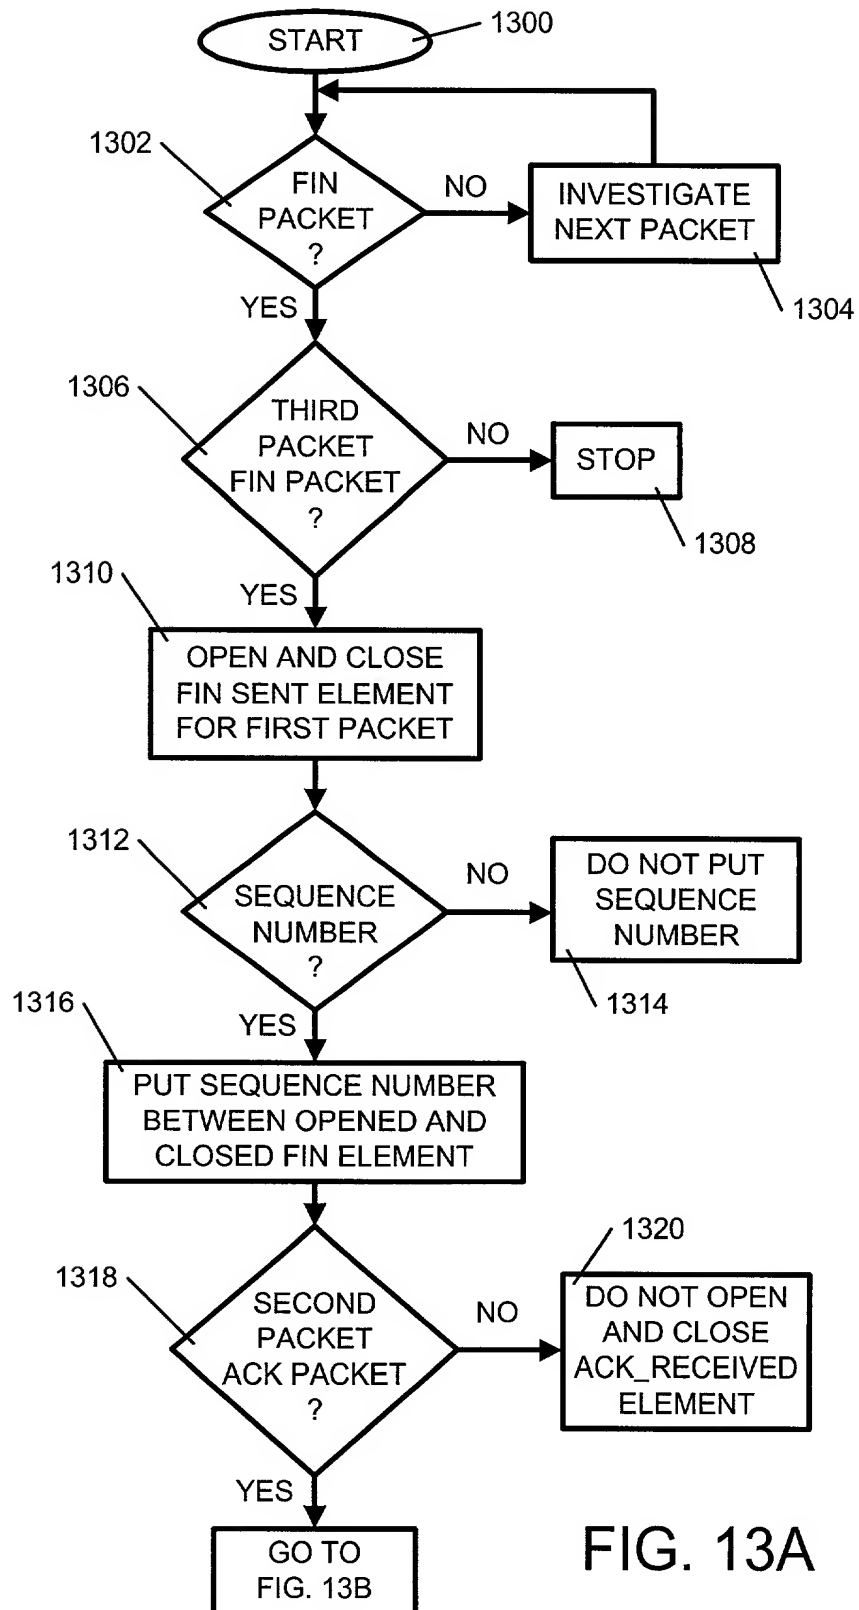 START
1300
1302
FIN
PACKET
?
NO
INVESTIGATE
NEXT PACKET
1304
YES
1306
THIRD
PACKET
FIN PACKET
?
NO
STOP
1308
YES
1310
OPEN AND CLOSE
FIN SENT ELEMENT
FOR FIRST PACKET
1312
SEQUENCE
NUMBER
?
NO
DO NOT PUT
SEQUENCE
NUMBER
1314
YES
1316
PUT SEQUENCE NUMBER
BETWEEN OPENED AND
CLOSED FIN ELEMENT
1318
SECOND
PACKET
ACK PACKET
?
NO
1320
DO NOT OPEN
AND CLOSE
ACK_RECEIVED
ELEMENT
YES
GO TO
FIG. 13B
FIG. 13A